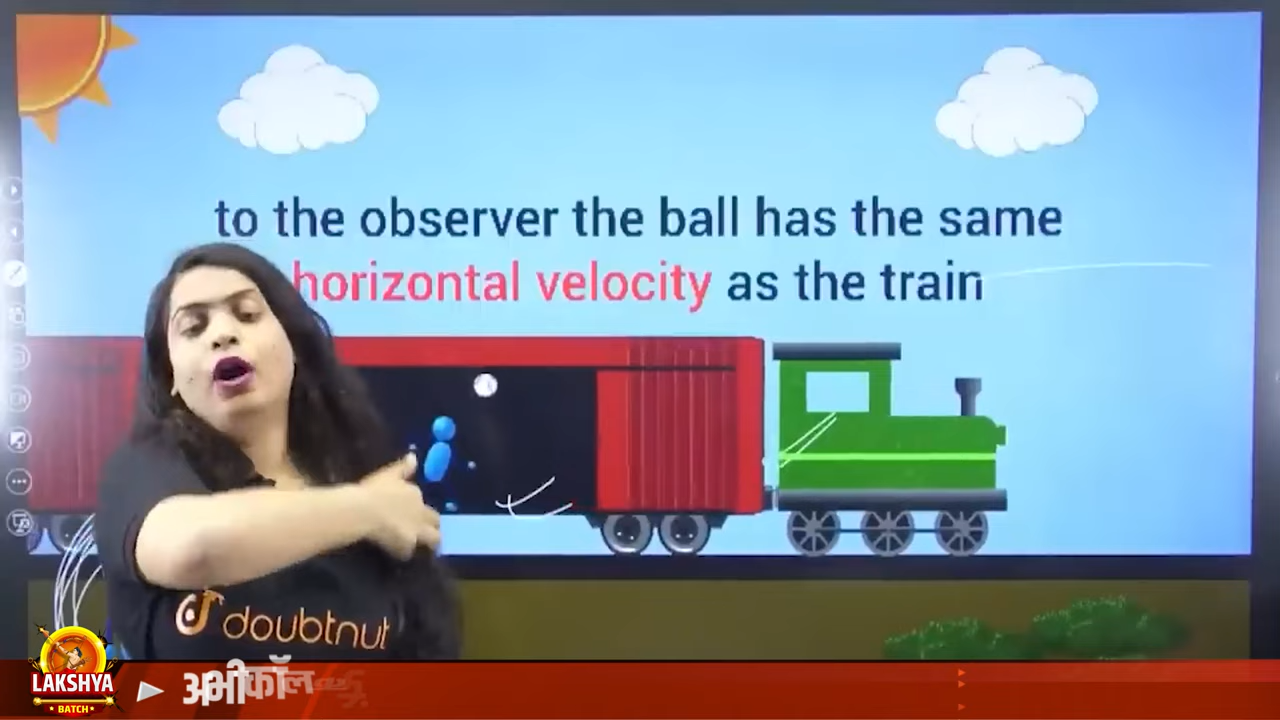 to the observer the ball has the same
horizontal velocity as the train
doubtnut
LAKSHYA
BATCH
अभी कॉल